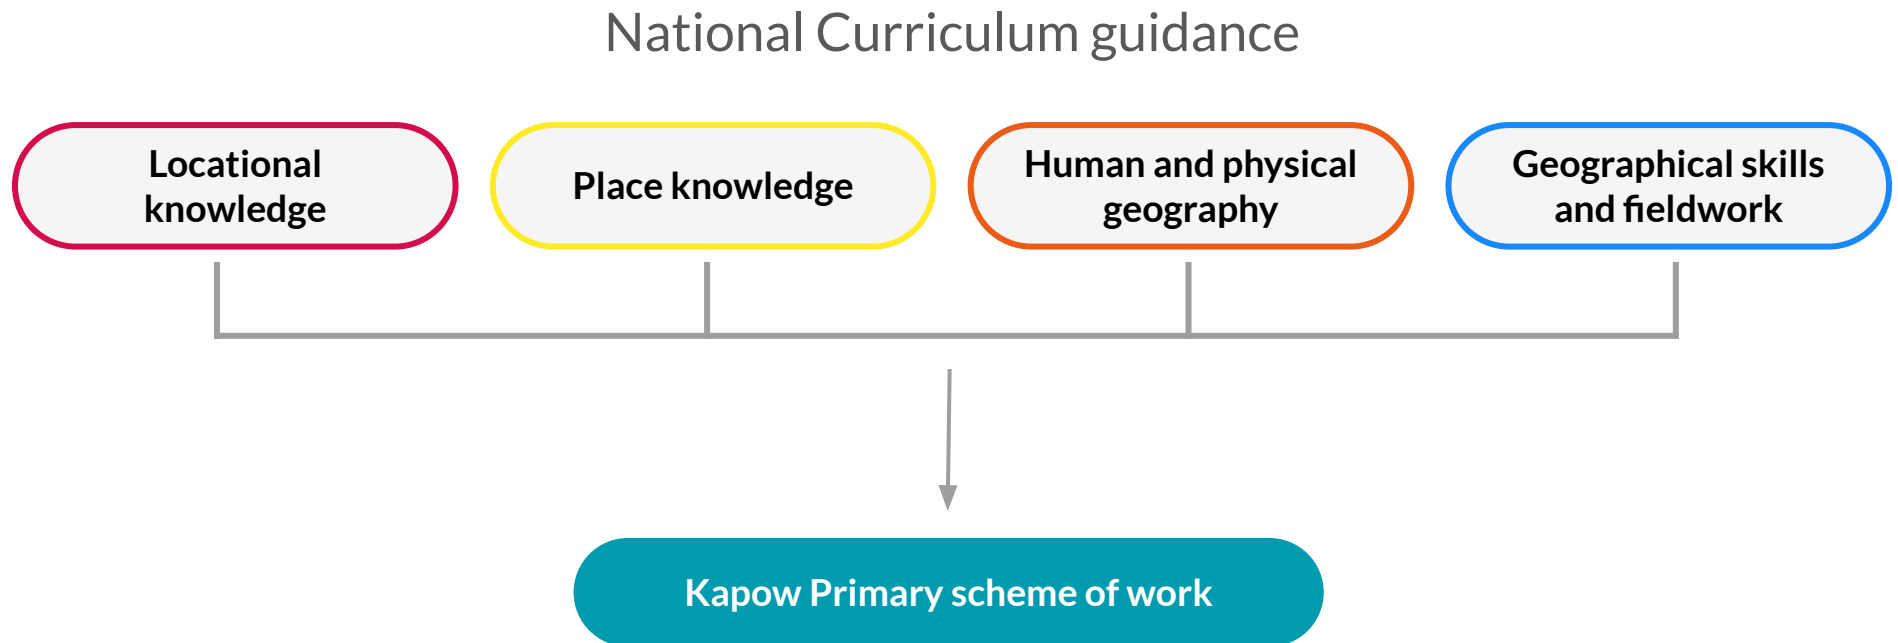 National Curriculum guidance
Locational
knowledge
Place knowledge
Human and physical
geography
Geographical skills
and fieldwork
Kapow Primary scheme of work